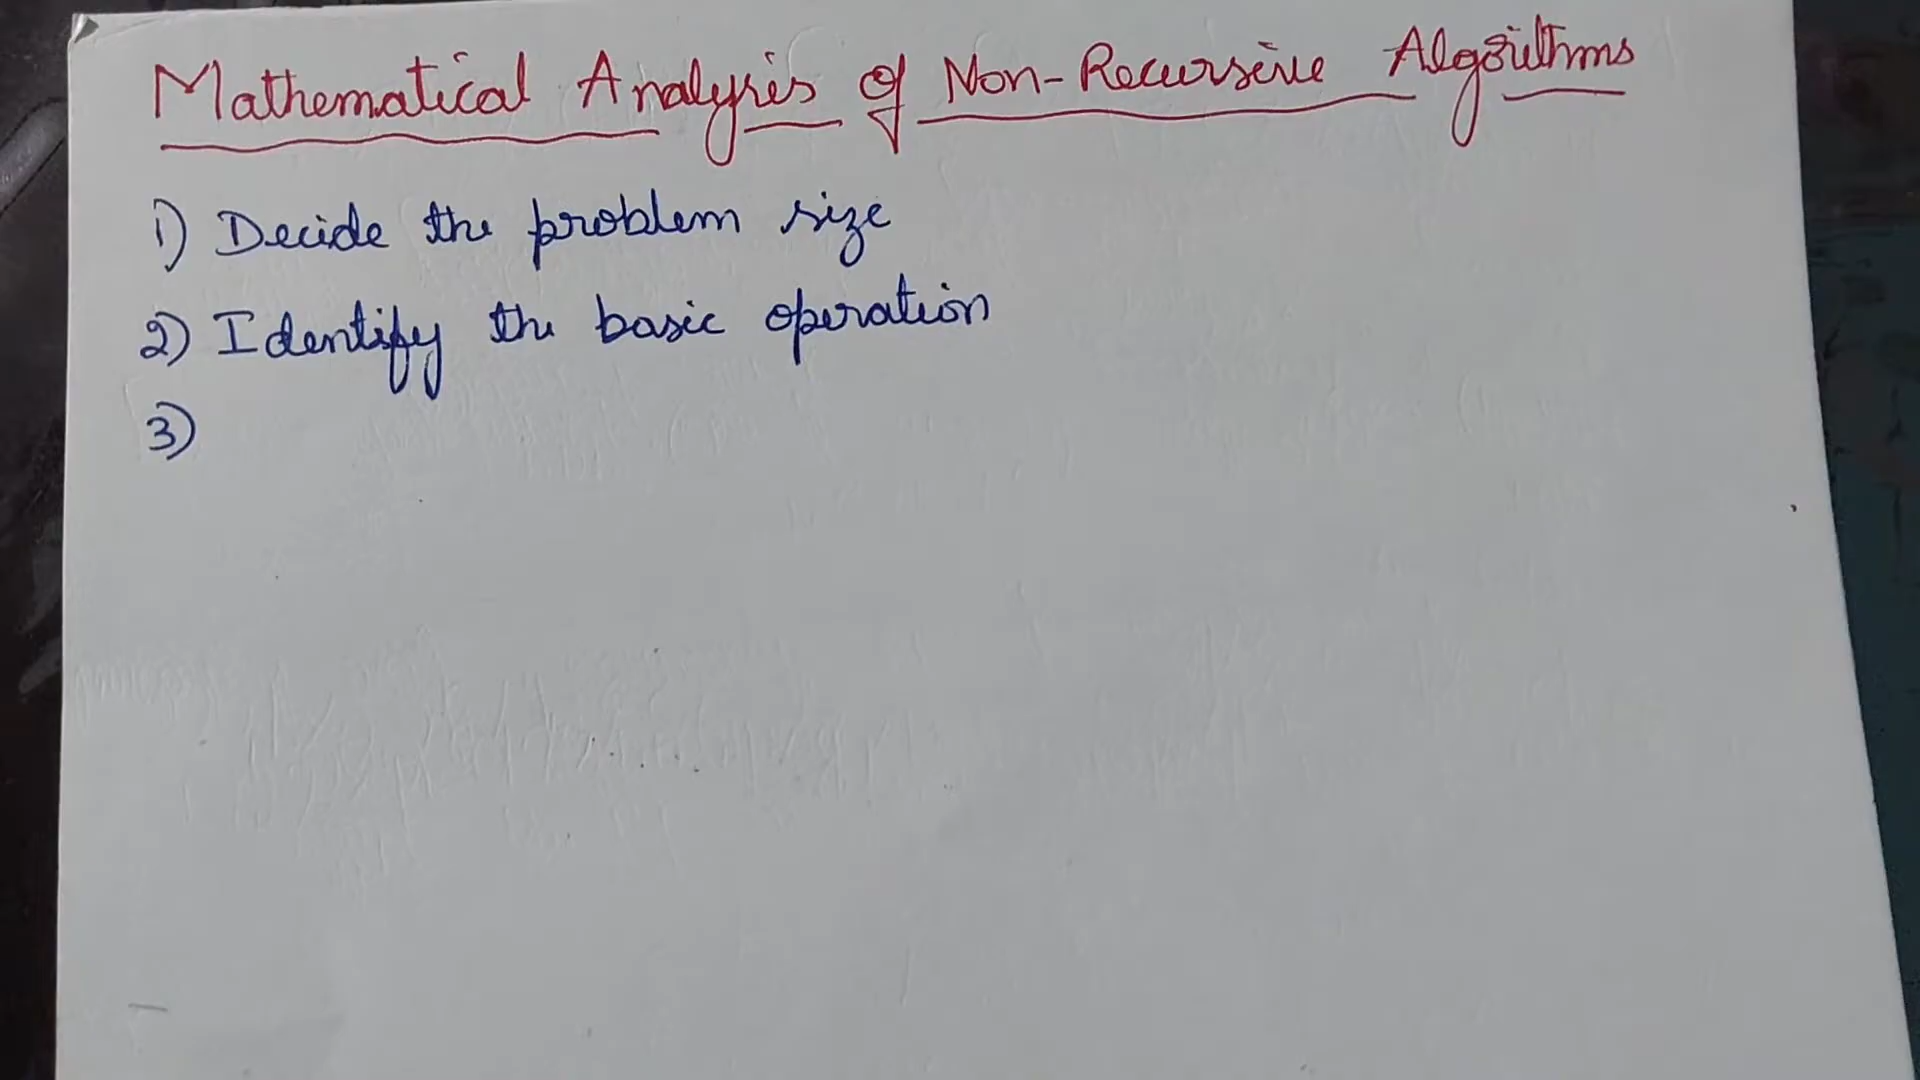 Mathematical Analysis of Non-Recursive Algorithms
1) Decide the problem size
2) Identify the basic operation
3)